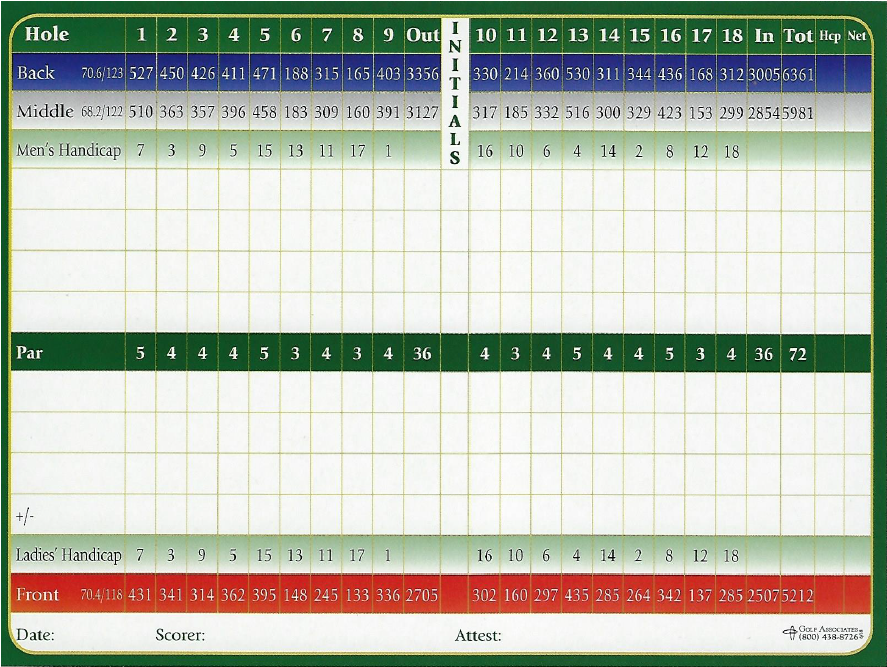 Hole 1 2 3 4 5 6 7 8 9 Out INITIALS 10 11 12 13 14 15 16 17 18 In Tot Hcp Net
Back 70.6/123 527 450 426 411 471 188 315 165 403 3356 330 214 360 530 311 344 436 168 312 3005 6361
Middle 68.2/122 510 363 357 396 458 183 309 160 391 3127 317 185 332 516 300 329 423 153 299 2854 5981
Men's Handicap 7 3 9 5 15 13 11 17 1 16 10 6 4 14 2 8 12 18
Par 5 4 4 4 5 3 4 3 4 36 4 3 4 5 4 4 5 3 4 36 72
+/-
Ladies' Handicap 7 3 9 5 15 13 11 17 1 16 10 6 4 14 2 8 12 18
Front 70.4/118 431 341 314 362 395 148 245 133 336 2705 302 160 297 435 285 264 342 137 285 2507 5212
Date: Scorer: Attest: GOLF ASSOCIATES
(800) 438-8726